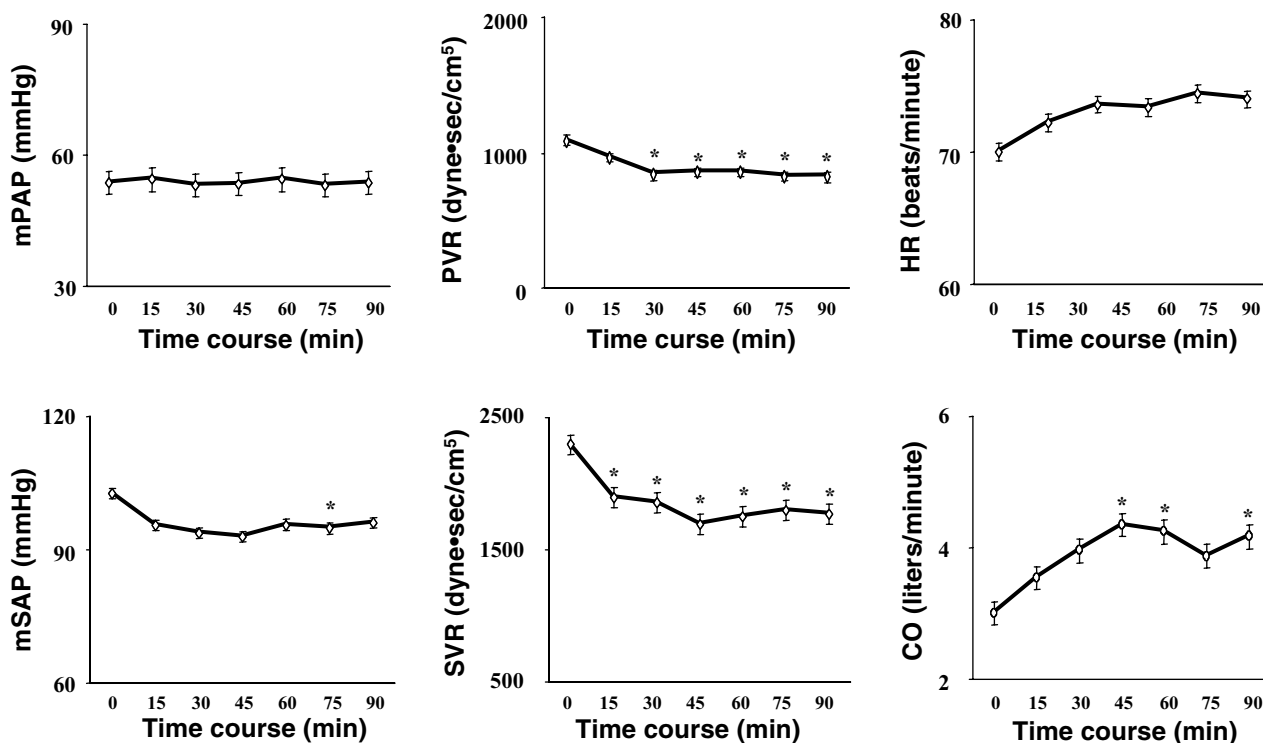 mPAP (mmHg)
90
60
30
0 15 30 45 60 75 90
Time course (min)
PVR (dyne•sec/cm⁵)
2000
1000
0
* * * * *
0 15 30 45 60 75 90
Time curse (min)
HR (beats/minute)
80
70
60
0 15 30 45 60 75 90
Time course (min)
mSAP (mmHg)
120
90
60
*
0 15 30 45 60 75 90
Time course (min)
SVR (dyne•sec/cm⁵)
2500
1500
500
* * * * * *
0 15 30 45 60 75 90
Time course (min)
CO (liters/minute)
6
4
2
* * *
0 15 30 45 60 75 90
Time course (min)